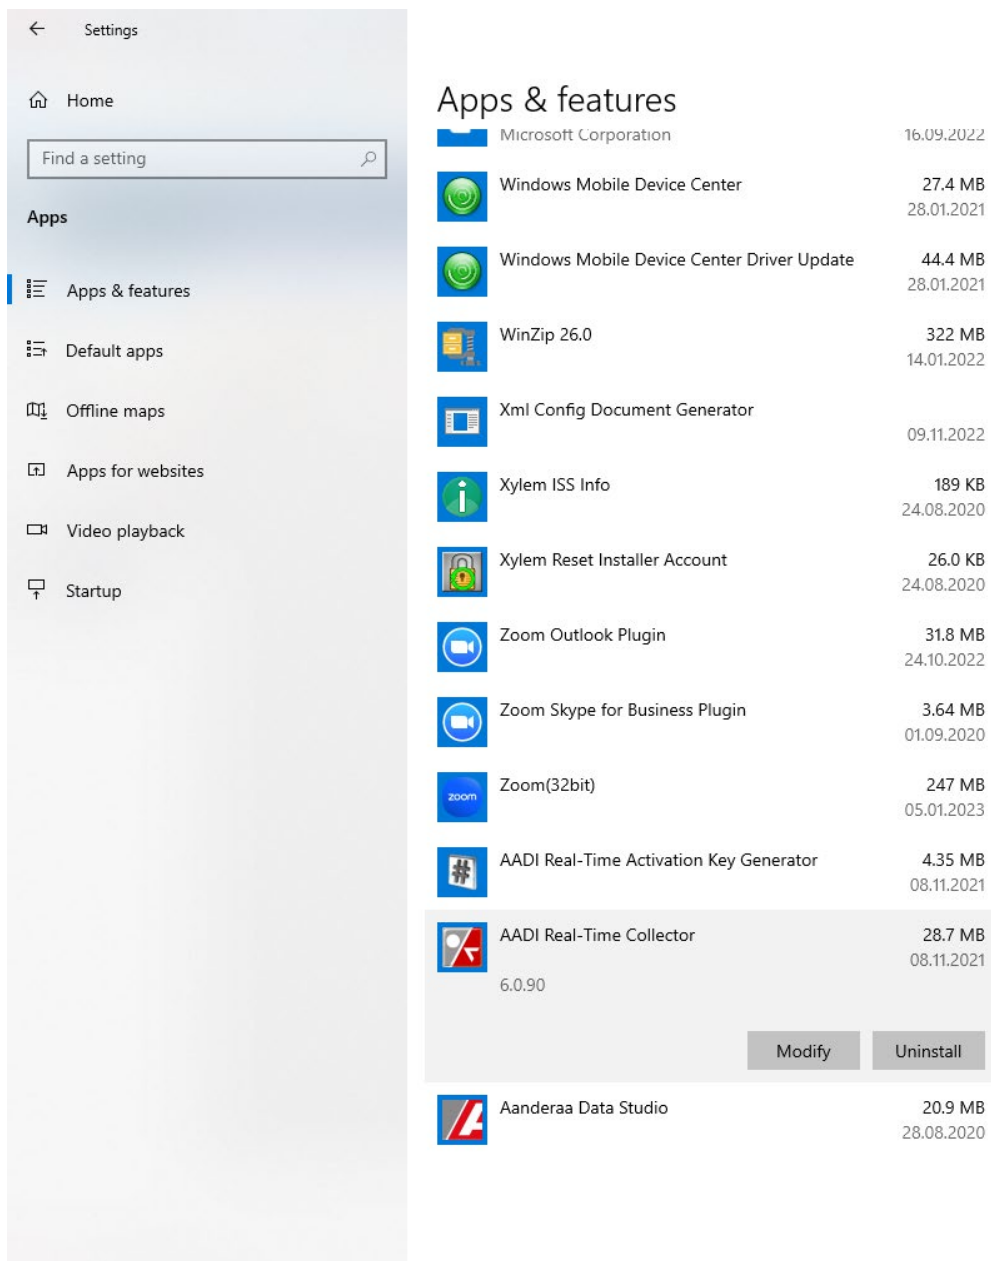 Settings
Home
Find a setting
Apps
Apps & features
Default apps
Offline maps
Apps for websites
Video playback
Startup
Apps & features
Microsoft Corporation 16.09.2022
Windows Mobile Device Center 27.4 MB
28.01.2021
Windows Mobile Device Center Driver Update 44.4 MB
28.01.2021
WinZip 26.0 322 MB
14.01.2022
Xml Config Document Generator
09.11.2022
Xylem ISS Info 189 KB
24.08.2020
Xylem Reset Installer Account 26.0 KB
24.08.2020
Zoom Outlook Plugin 31.8 MB
24.10.2022
Zoom Skype for Business Plugin 3.64 MB
01.09.2020
zoom Zoom(32bit) 247 MB
05.01.2023
# AADI Real-Time Activation Key Generator 4.35 MB
08.11.2021
AADI Real-Time Collector 28.7 MB
08.11.2021
6.0.90
Modify Uninstall
Aanderaa Data Studio 20.9 MB
28.08.2020